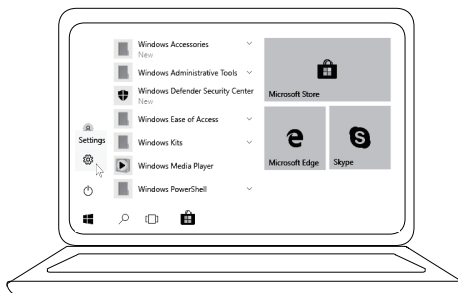 Windows Accessories
New
Windows Administrative Tools
Windows Defender Security Center
New
Windows Ease of Access
Windows Kits
Windows Media Player
Windows PowerShell
Settings
Microsoft Store
Microsoft Edge
Skype